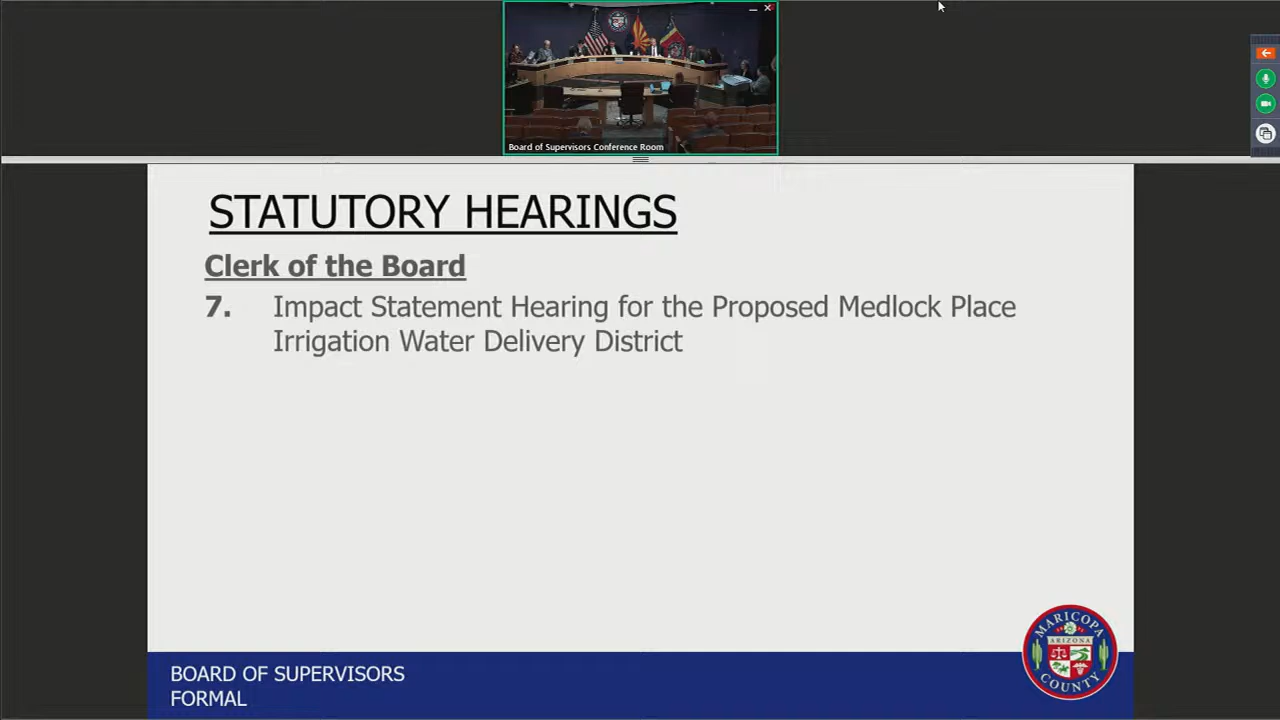 Board of Supervisors Conference Room
STATUTORY HEARINGS
Clerk of the Board
7. Impact Statement Hearing for the Proposed Medlock Place
Irrigation Water Delivery District
BOARD OF SUPERVISORS
FORMAL
MARICOPA
ARIZONA
COUNTY